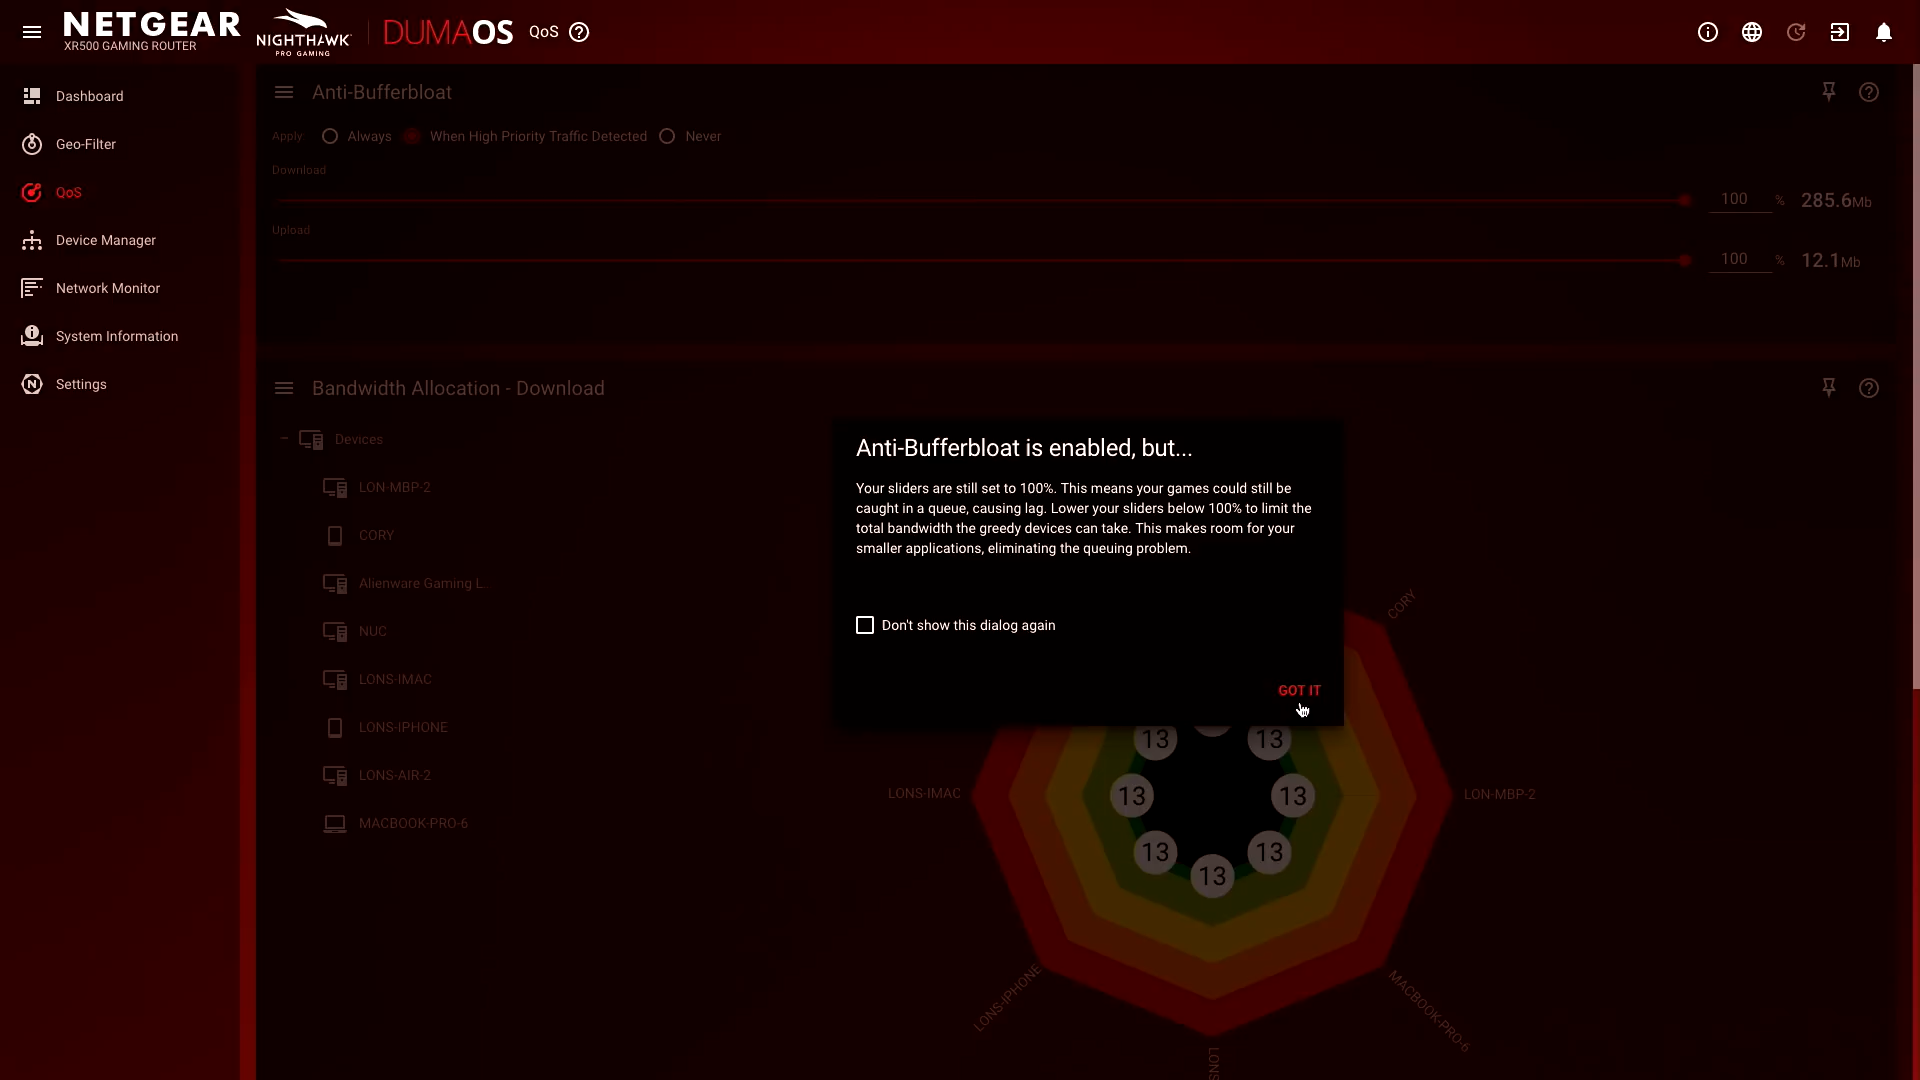 NETGEAR
XR500 GAMING ROUTER
NIGHTHAWK
PRO GAMING
DUMAOS
QoS
Dashboard
Geo-Filter
QoS
Device Manager
Network Monitor
System Information
Settings
Anti-Bufferbloat
Apply Always When High Priority Traffic Detected Never
Download
100 % 285.6Mb
Upload
100 % 12.1Mb
Bandwidth Allocation - Download
Devices
LON-MBP-2
CORY
Alienware Gaming L..
NUC
LONS-IMAC
LONS-IPHONE
LONS-AIR-2
MACBOOK-PRO-6
Anti-Bufferbloat is enabled, but...
Your sliders are still set to 100%. This means your games could still be
caught in a queue, causing lag. Lower your sliders below 100% to limit the
total bandwidth the greedy devices can take. This makes room for your
smaller applications, eliminating the queuing problem.
Don't show this dialog again
GOT IT
CORY
13 13
LONS-IMAC 13 13 LON-MBP-2
13 13
13
LONS-IPHONE
MACBOOK-PRO-6
LONS